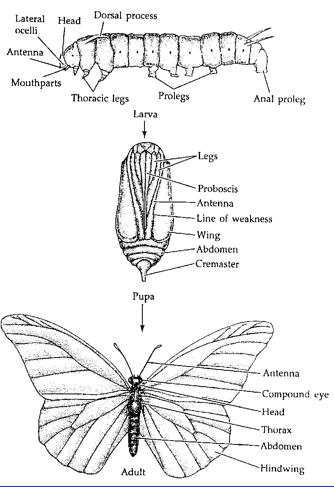 Lateral
ocelli
Head
Dorsal process
Antenna
Mouthparts
Thoracic legs
Prolegs
Anal proleg
Larva
Legs
Proboscis
Antenna
Line of weakness
Wing
Abdomen
Cremaster
Pupa
Antenna
Compound eye
Head
Thorax
Abdomen
Hindwing
Adult